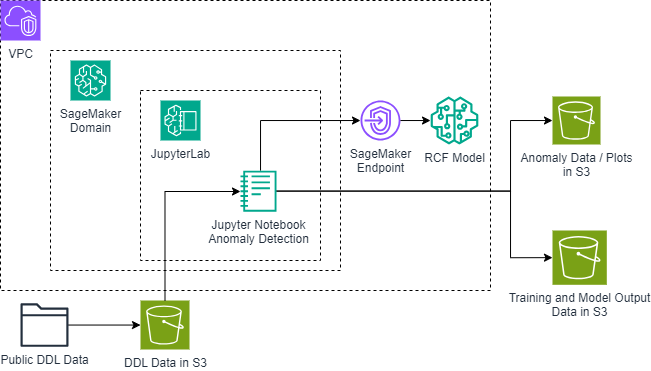 VPC
SageMaker
Domain
JupyterLab
SageMaker
Endpoint
RCF Model
Anomaly Data / Plots
in S3
Jupyter Notebook
Anomaly Detection
Training and Model Output
Data in S3
Public DDL Data
DDL Data in S3